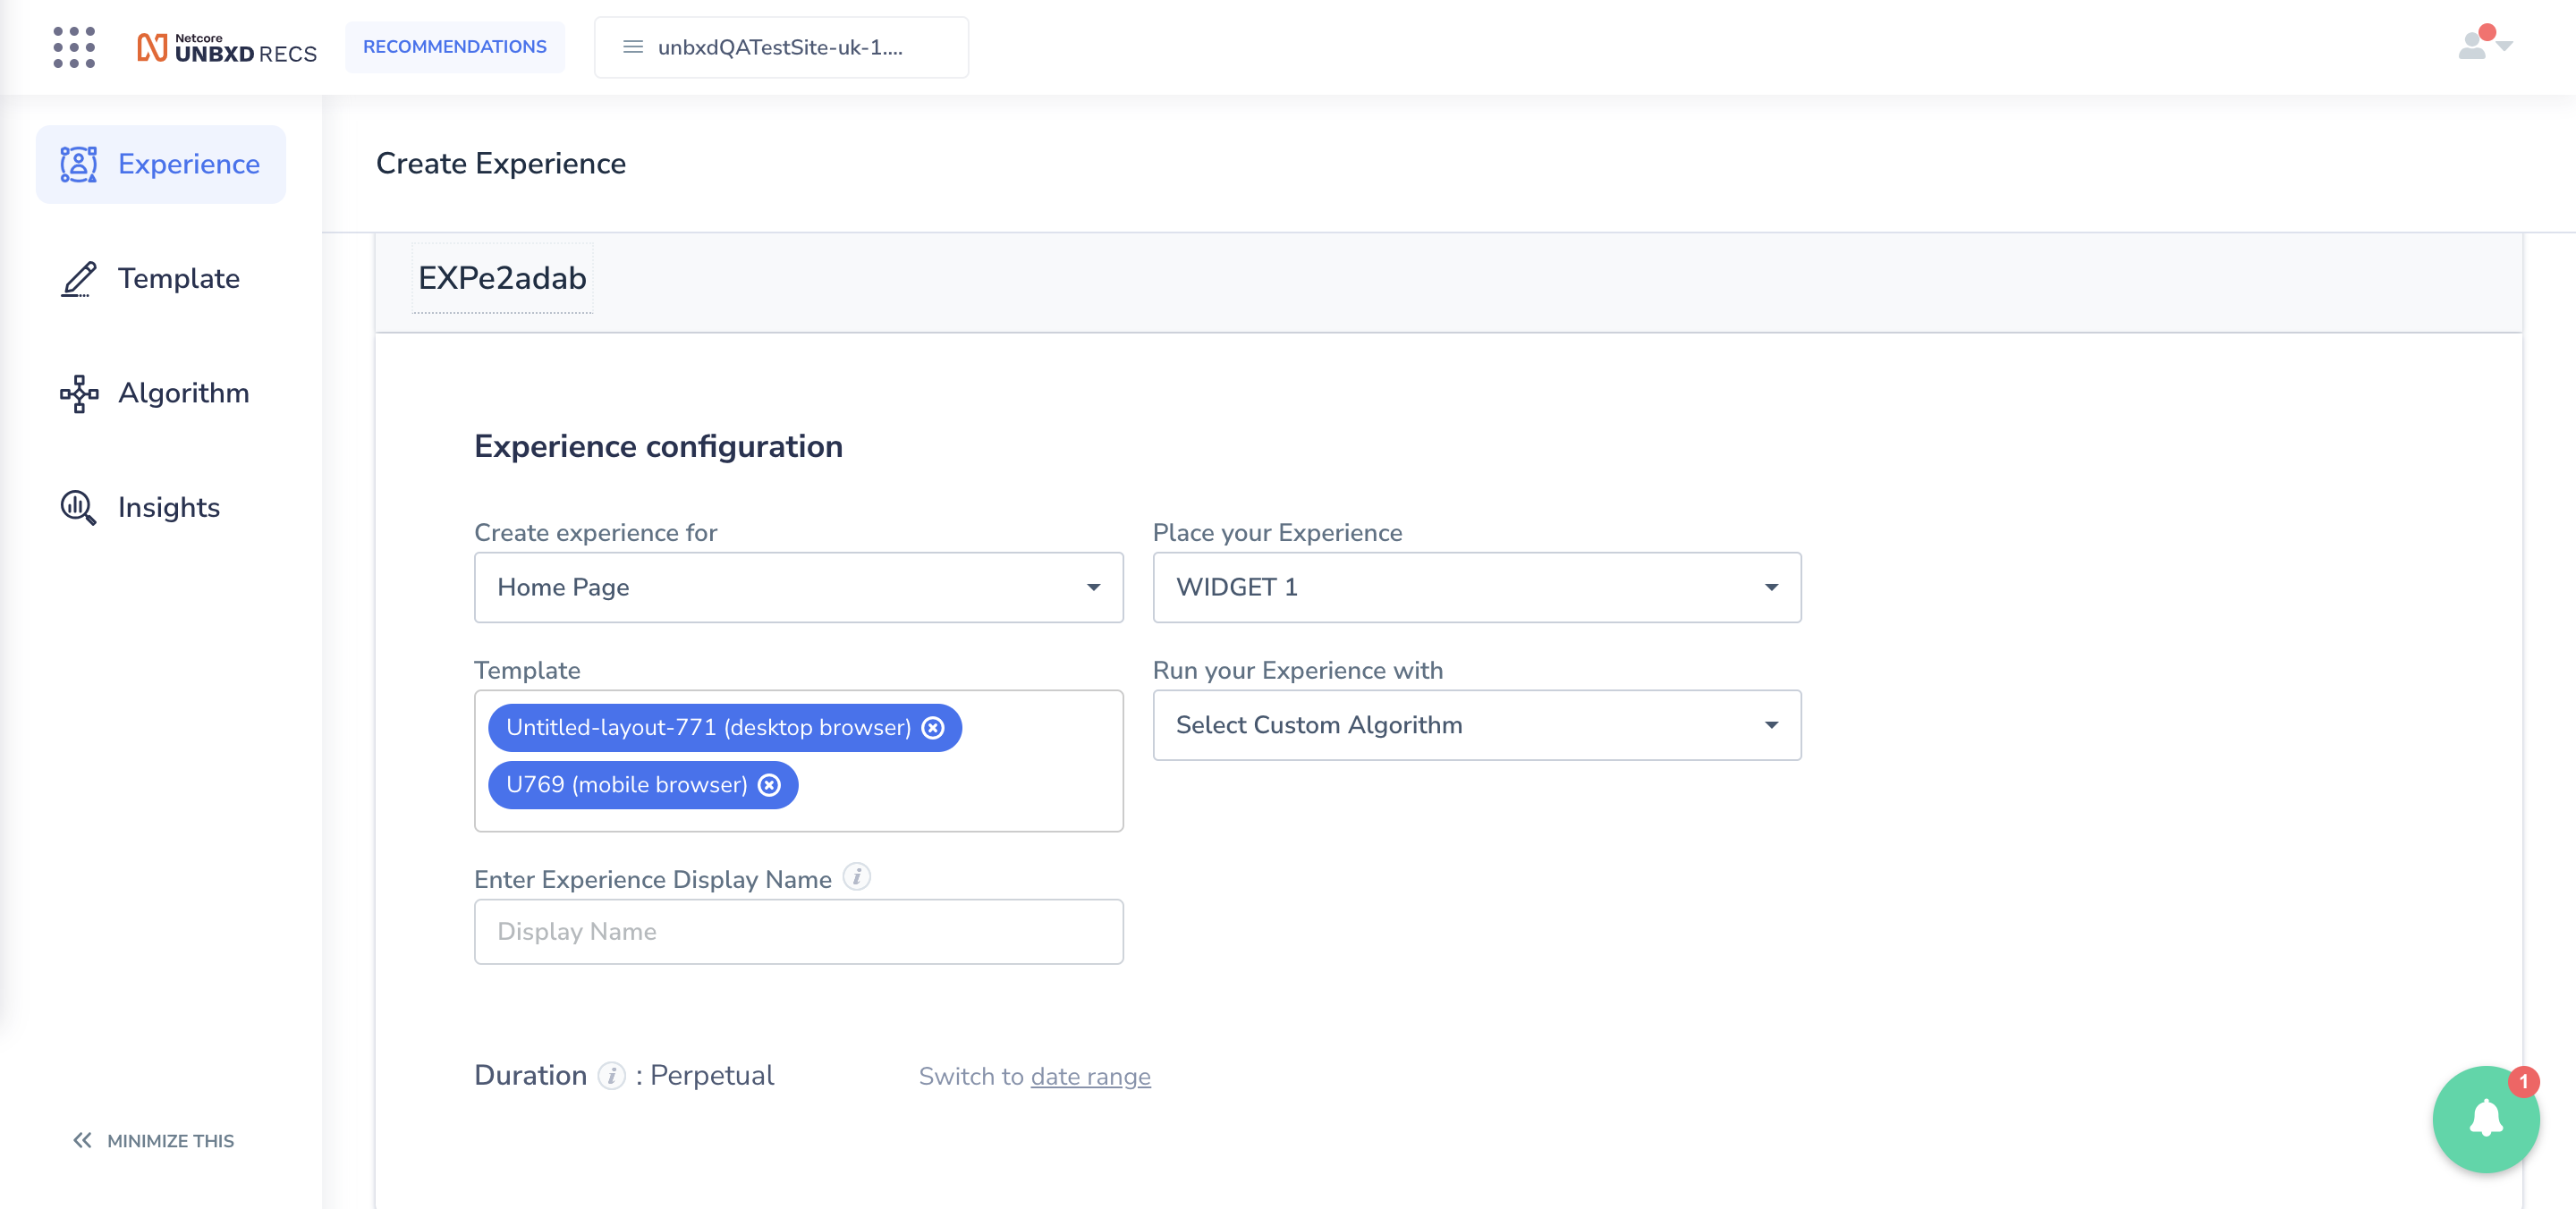 Netcore
UNBXD RECS
RECOMMENDATIONS
unbxdQATestSite-uk-1....
Experience
Template
Algorithm
Insights
MINIMIZE THIS
Create Experience
EXPe2adab
Experience configuration
Create experience for
Place your Experience
Home Page
WIDGET 1
Template
Run your Experience with
Untitled-layout-771 (desktop browser)
U769 (mobile browser)
Select Custom Algorithm
Enter Experience Display Name i
Display Name
Duration i : Perpetual
Switch to date range
1